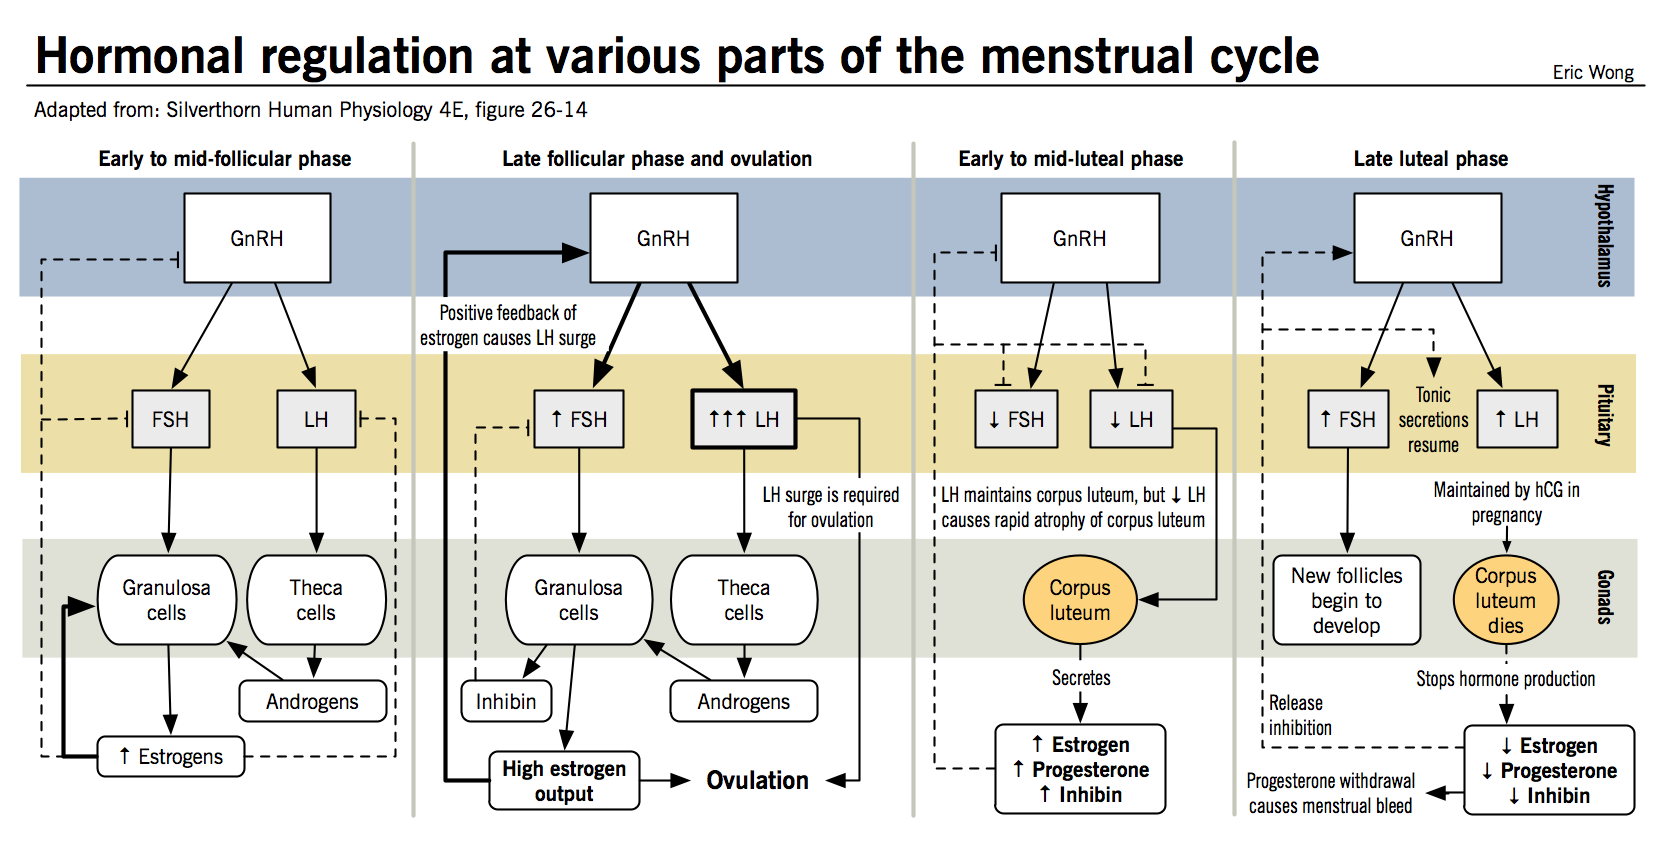 Hormonal regulation at various parts of the menstrual cycle
Eric Wong
Adapted from: Silverthorn Human Physiology 4E, figure 26-14
Early to mid-follicular phase
GnRH
FSH
LH
Granulosa
cells
Theca
cells
Androgens
↑ Estrogens
Late follicular phase and ovulation
GnRH
Positive feedback of
estrogen causes LH surge
↑ FSH
↑↑↑ LH
LH surge is required
for ovulation
Granulosa
cells
Theca
cells
Inhibin
Androgens
High estrogen
output
Ovulation
Early to mid-luteal phase
GnRH
↓ FSH
↓ LH
LH maintains corpus luteum, but ↓ LH
causes rapid atrophy of corpus luteum
Corpus
luteum
Secretes
↑ Estrogen
↑ Progesterone
↑ Inhibin
Late luteal phase
GnRH
↑ FSH
Tonic
secretions
resume
↑ LH
Maintained by hCG in
pregnancy
New follicles
begin to
develop
Corpus
luteum
dies
Stops hormone production
Release
inhibition
↓ Estrogen
↓ Progesterone
↓ Inhibin
Progesterone withdrawal
causes menstrual bleed
Hypothalamus
Pituitary
Gonads